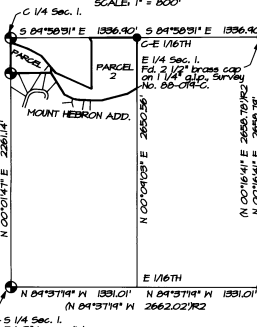 SCALE, 1" = 800'
C 1/4 Sec. 1.
S 89°58'31" E 1336.90' S 89°58'31" E 1336.90'
C-E 1/16TH
PARCEL
PARCEL
2
E 1/4 Sec. 1.
Fd. 2 1/2" brass cap
on 1 1/4" g.i.p., Survey
No. 88-079-C.
MOUNT HEBRON ADD.
N 00°01'47" E 2261.14'
N 00°09'03" E 2650.56'
(N 00°16'41" E 2658.78')R2
N 00°16'41" E 2658.79'
E 1/16TH
N 89°37'19" W 1331.01' N 89°37'19" W 1331.01'
(N 89°37'19" W 2662.02')R2
S 1/4 Sec. 1.